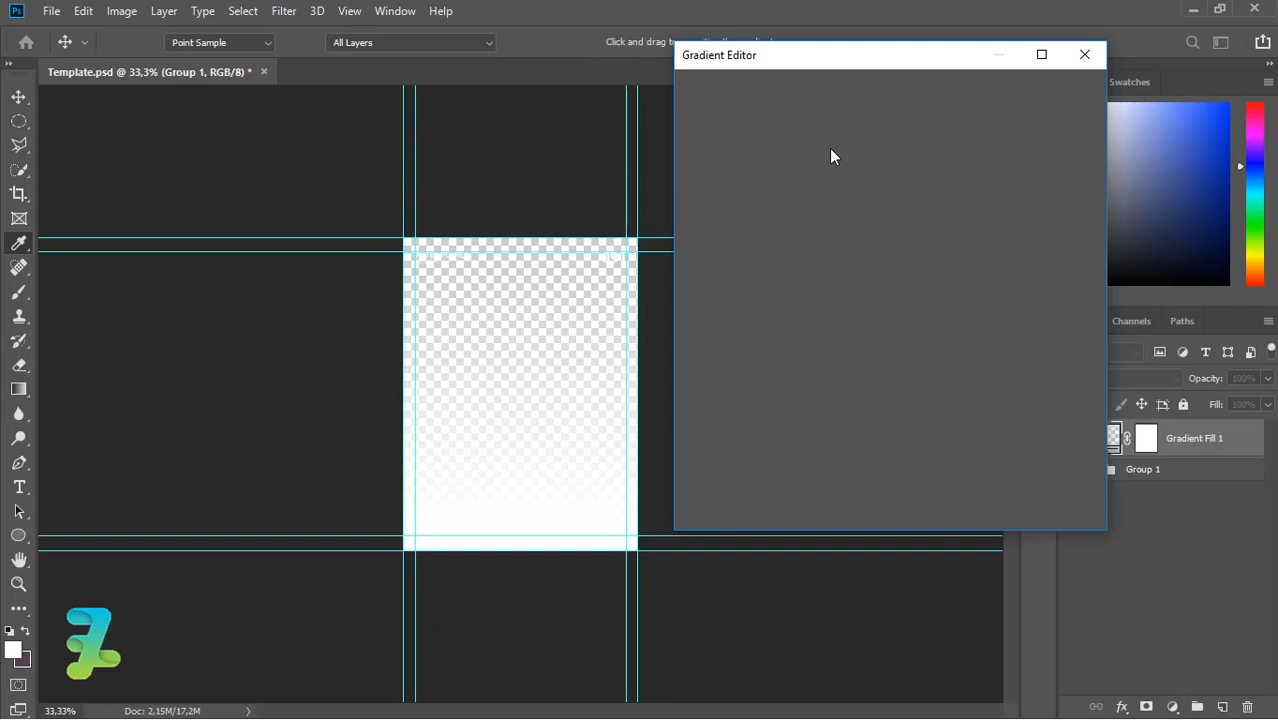 Ps File Edit Image Layer Type Select Filter 3D View Window Help
Point Sample All Layers Click and drag to
Template.psd @ 33,3% (Group 1, RGB/8) * ×
Gradient Editor
Swatches
Channels Paths
Opacity: 100%
Fill: 100%
Gradient Fill 1
Group 1
33,33% Doc: 2,15M/17,2M